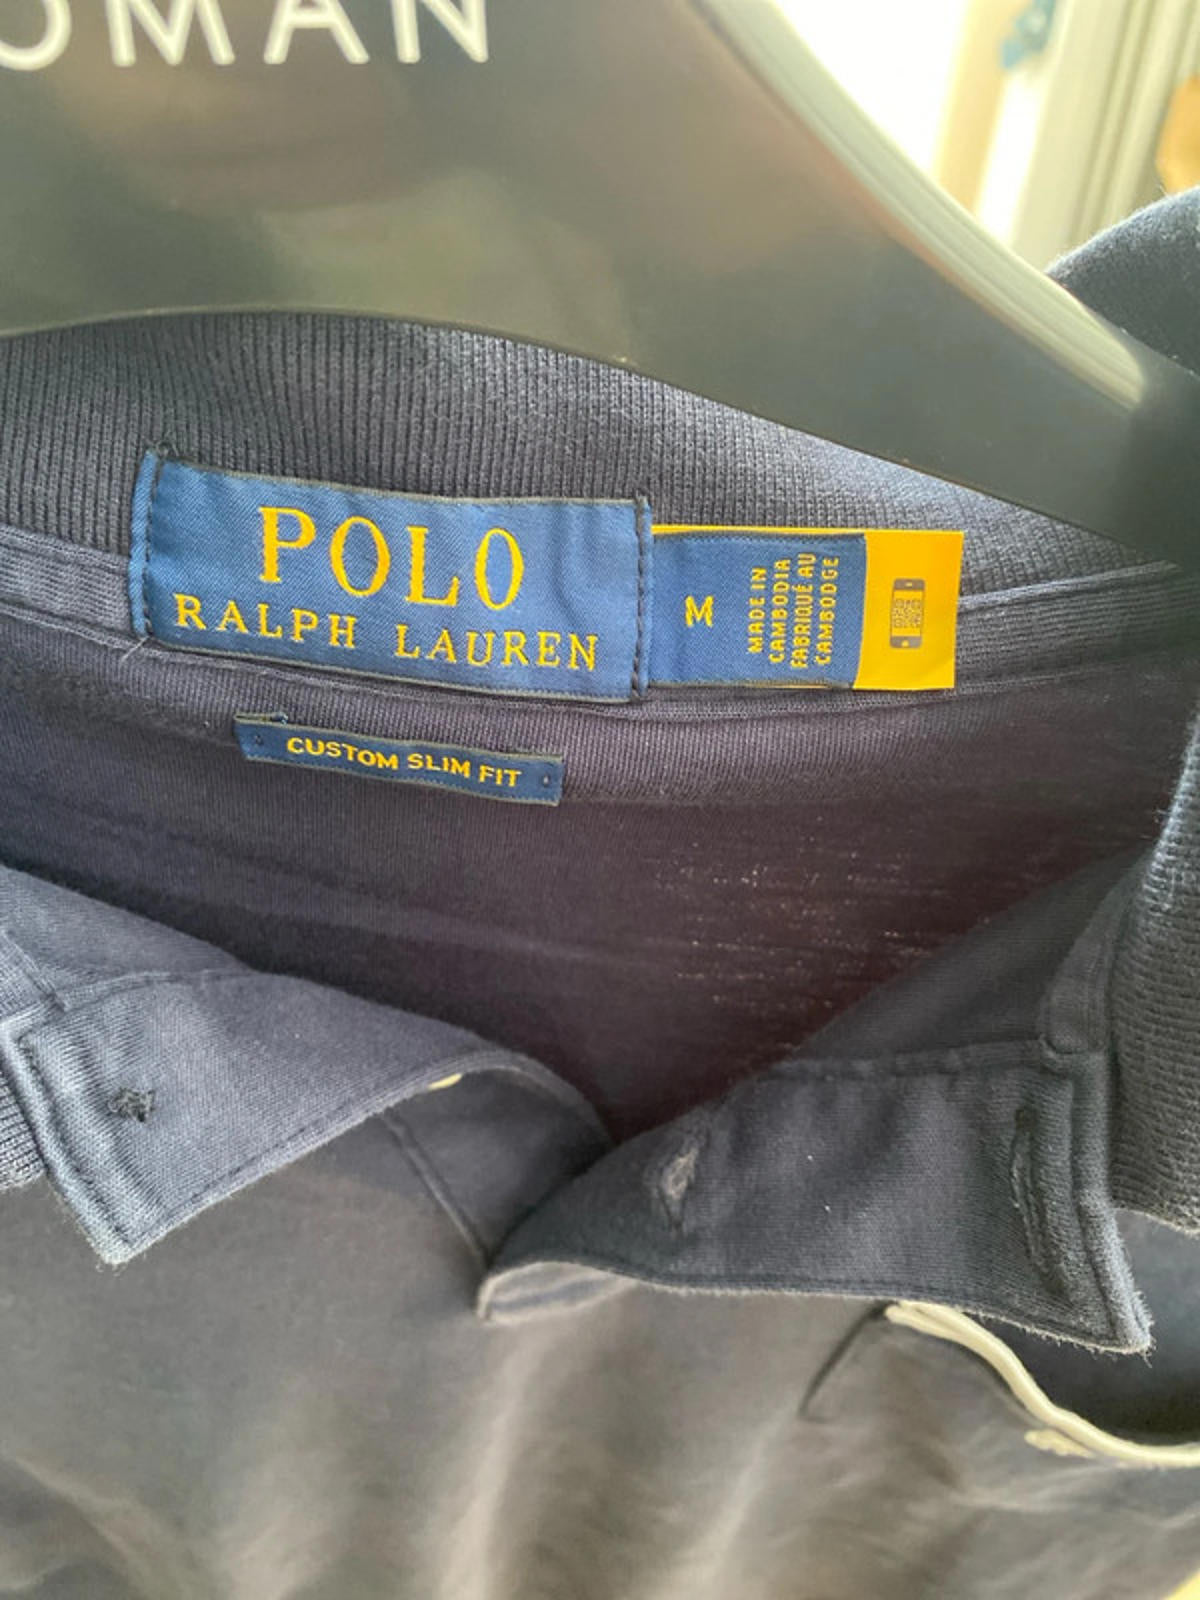 OMAN
POLO
RALPH LAUREN
M
MADE IN
CAMBODIA
FABRIQUÉ AU
CAMBODGE
CUSTOM SLIM FIT